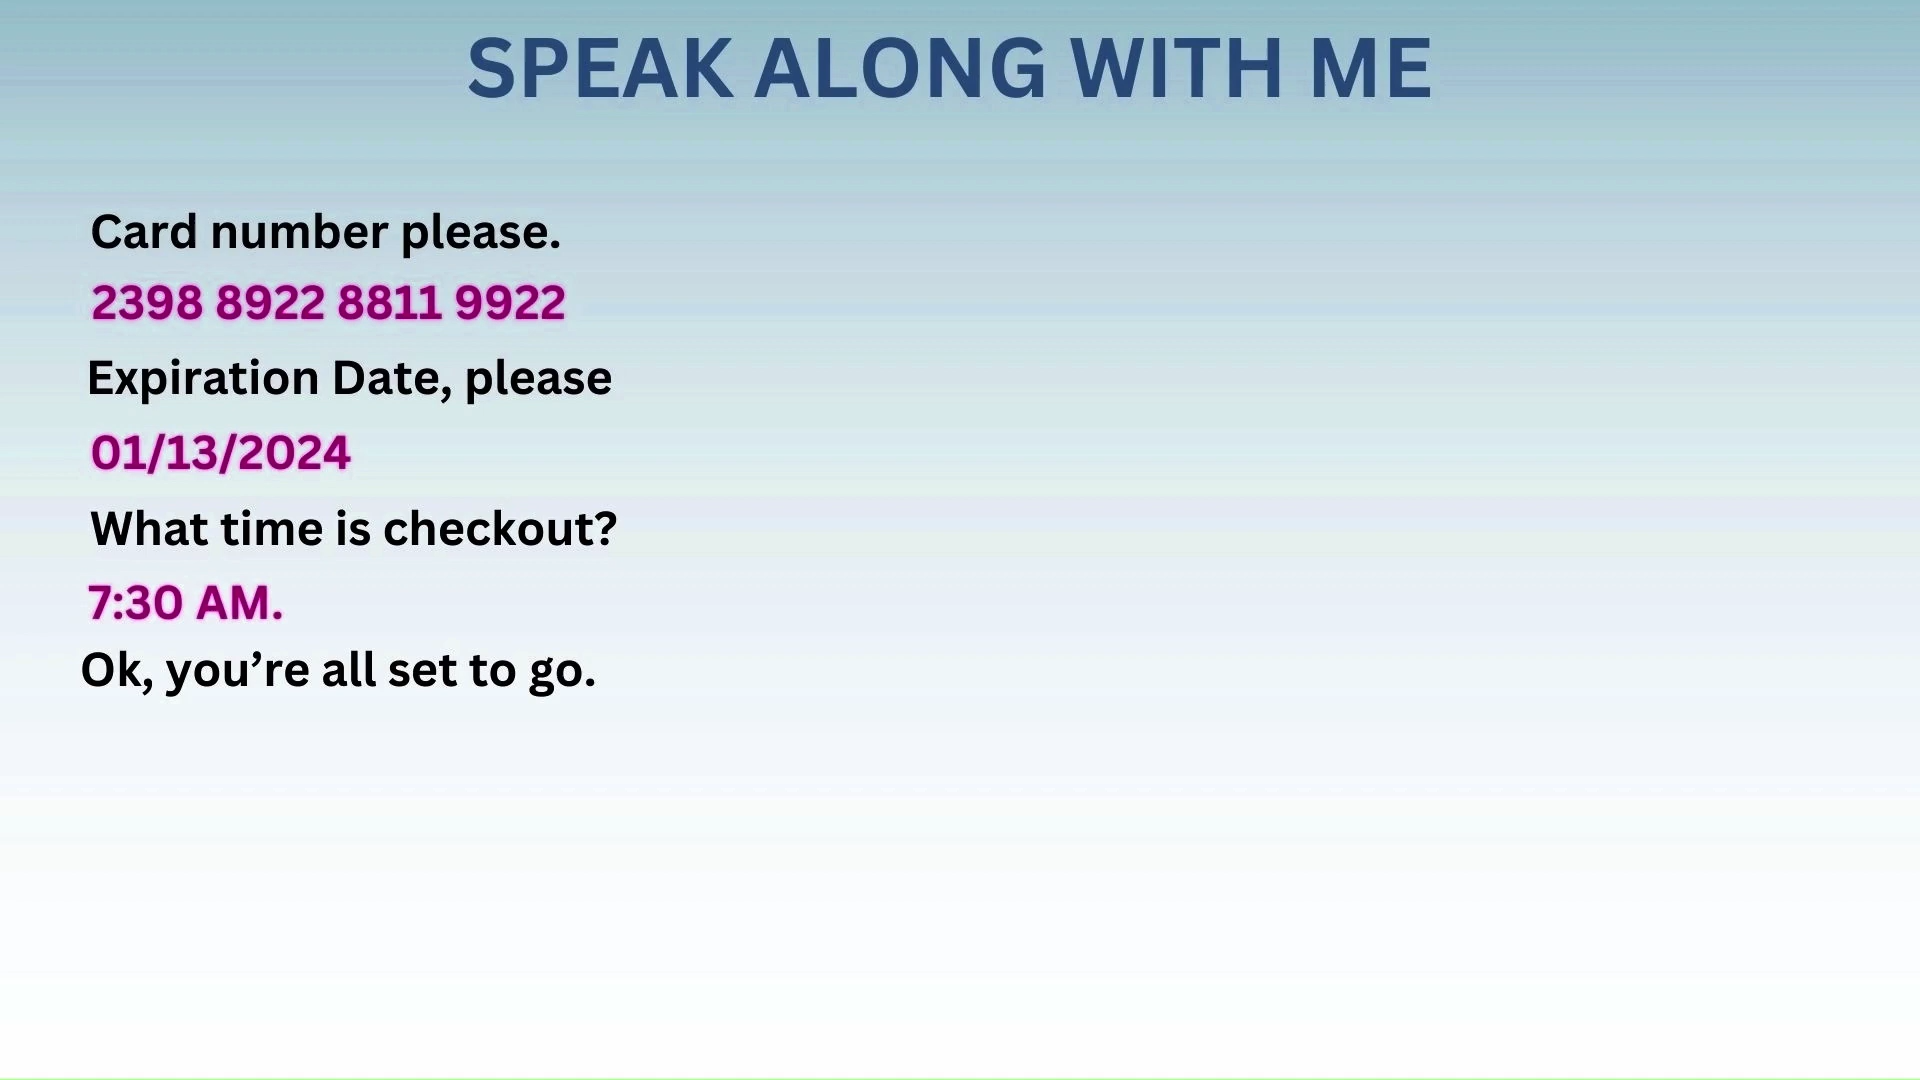 SPEAK ALONG WITH ME
Card number please.
2398 8922 8811 9922
Expiration Date, please
01/13/2024
What time is checkout?
7:30 AM.
Ok, you’re all set to go.